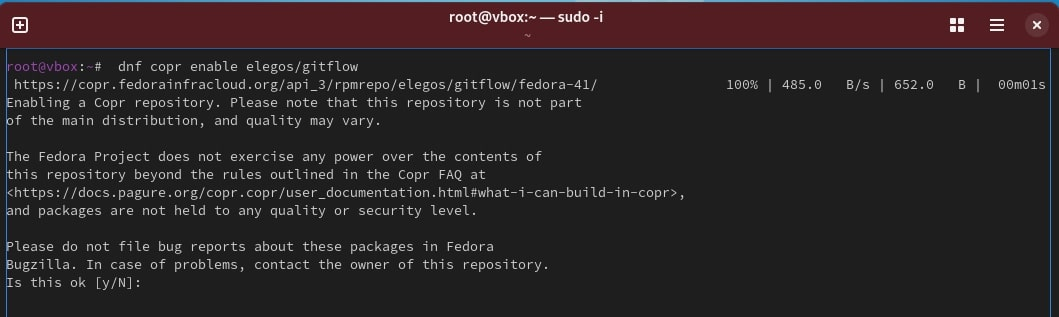 root@vbox:~ — sudo -i
~
root@vbox:~#  dnf copr enable elegos/gitflow
 https://copr.fedorainfracloud.org/api_3/rpmrepo/elegos/gitflow/fedora-41/                100% | 485.0   B/s | 652.0   B |  00m01s
Enabling a Copr repository. Please note that this repository is not part
of the main distribution, and quality may vary.

The Fedora Project does not exercise any power over the contents of
this repository beyond the rules outlined in the Copr FAQ at
<https://docs.pagure.org/copr.copr/user_documentation.html#what-i-can-build-in-copr>,
and packages are not held to any quality or security level.

Please do not file bug reports about these packages in Fedora
Bugzilla. In case of problems, contact the owner of this repository.
Is this ok [y/N]: